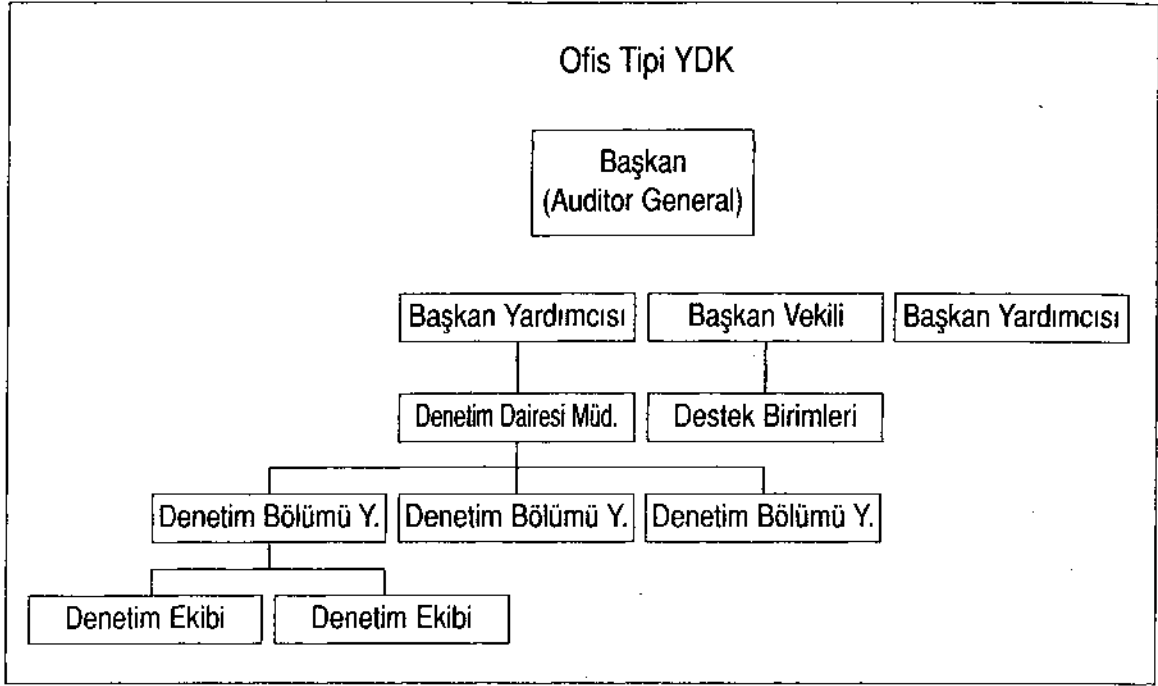 Ofis Tipi YDK
Başkan
(Auditor General)
Başkan Yardımcısı
Başkan Vekili
Başkan Yardımcısı
Denetim Dairesi Müd.
Destek Birimleri
Denetim Bölümü Y.
Denetim Bölümü Y.
Denetim Bölümü Y.
Denetim Ekibi
Denetim Ekibi